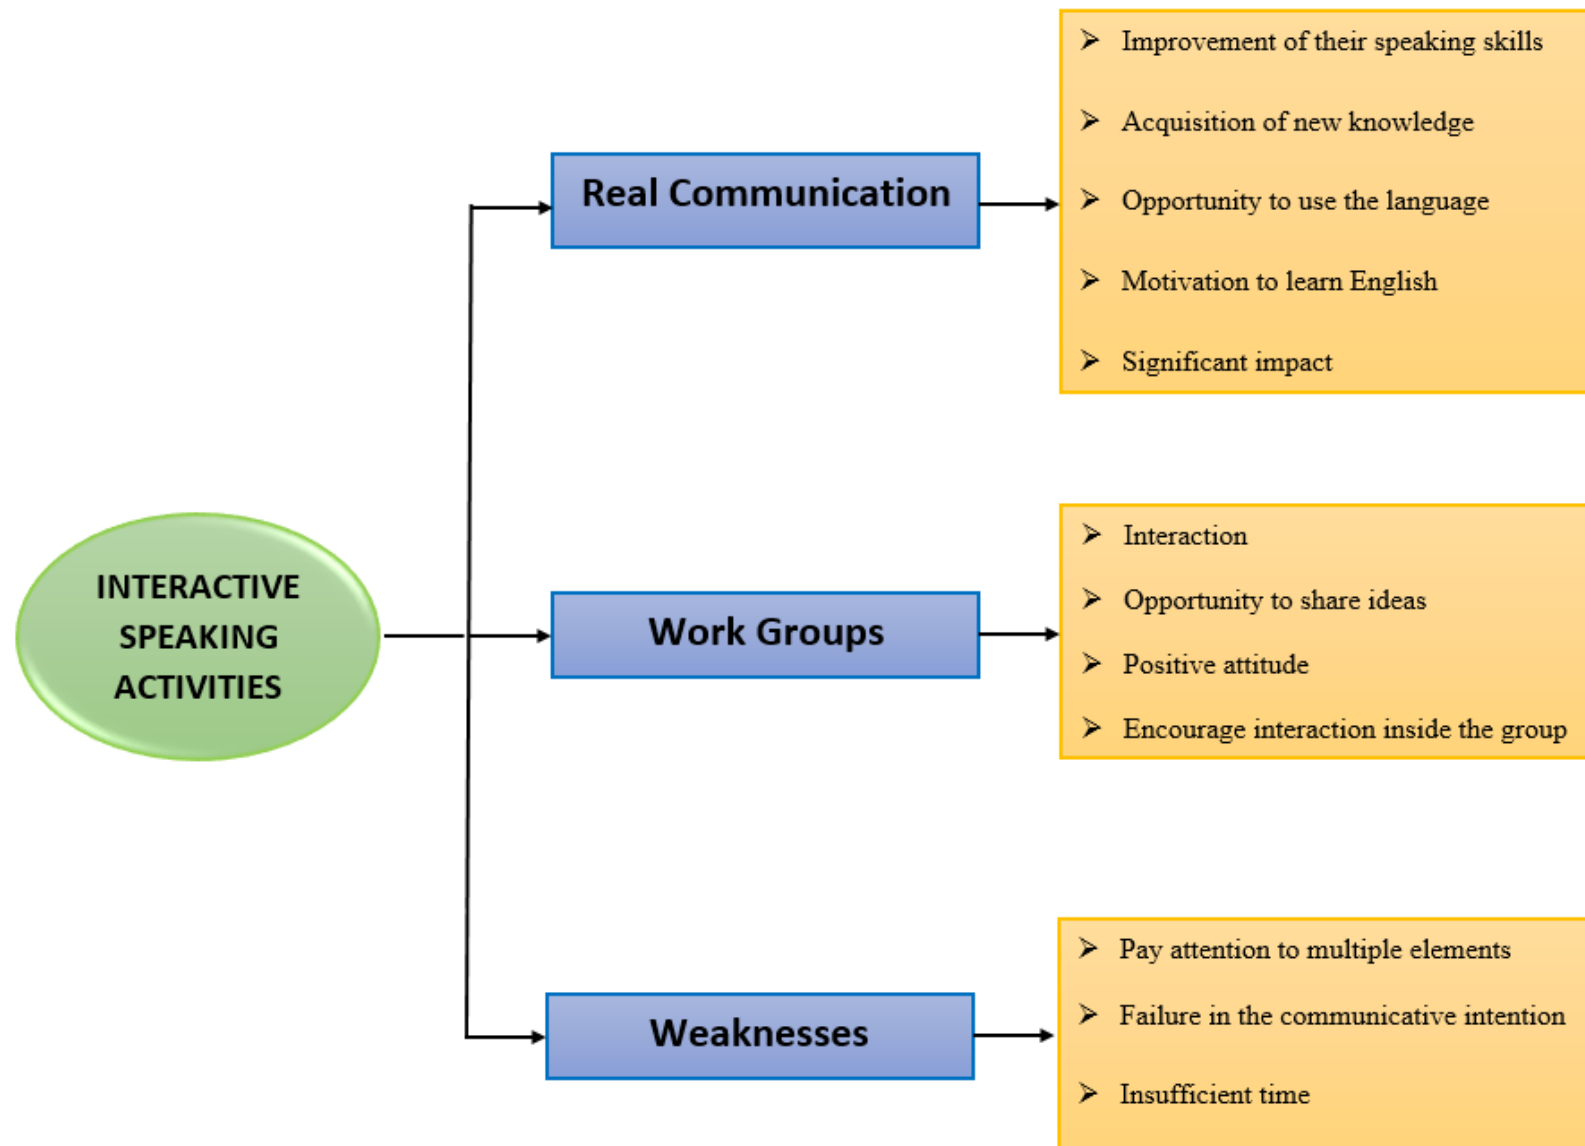 INTERACTIVE
SPEAKING
ACTIVITIES
Real Communication
➢ Improvement of their speaking skills
➢ Acquisition of new knowledge
➢ Opportunity to use the language
➢ Motivation to learn English
➢ Significant impact
Work Groups
➢ Interaction
➢ Opportunity to share ideas
➢ Positive attitude
➢ Encourage interaction inside the group
Weaknesses
➢ Pay attention to multiple elements
➢ Failure in the communicative intention
➢ Insufficient time